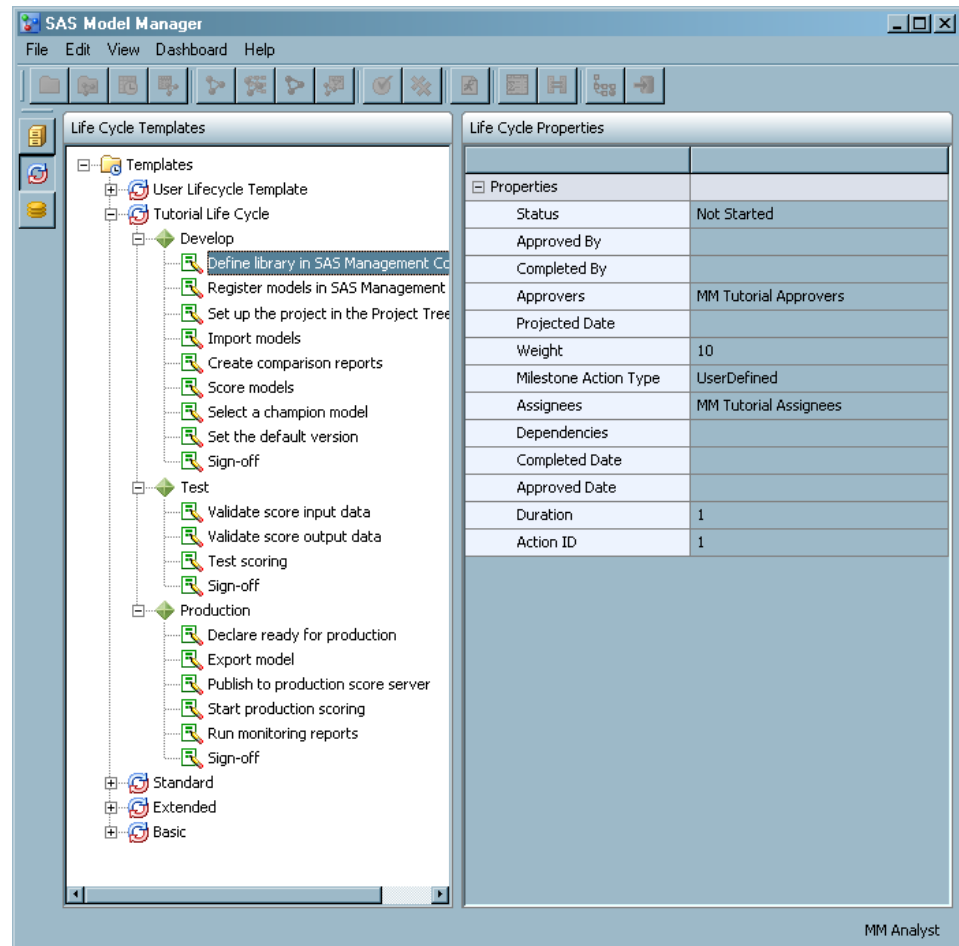 SAS Model Manager
File Edit View Dashboard Help
Life Cycle Templates
Templates
User Lifecycle Template
Tutorial Life Cycle
Develop
Define library in SAS Management Co
Register models in SAS Management
Set up the project in the Project Tree
Import models
Create comparison reports
Score models
Select a champion model
Set the default version
Sign-off
Test
Validate score input data
Validate score output data
Test scoring
Sign-off
Production
Declare ready for production
Export model
Publish to production score server
Start production scoring
Run monitoring reports
Sign-off
Standard
Extended
Basic
Life Cycle Properties
Properties
Status Not Started
Approved By
Completed By
Approvers MM Tutorial Approvers
Projected Date
Weight 10
Milestone Action Type UserDefined
Assignees MM Tutorial Assignees
Dependencies
Completed Date
Approved Date
Duration 1
Action ID 1
MM Analyst